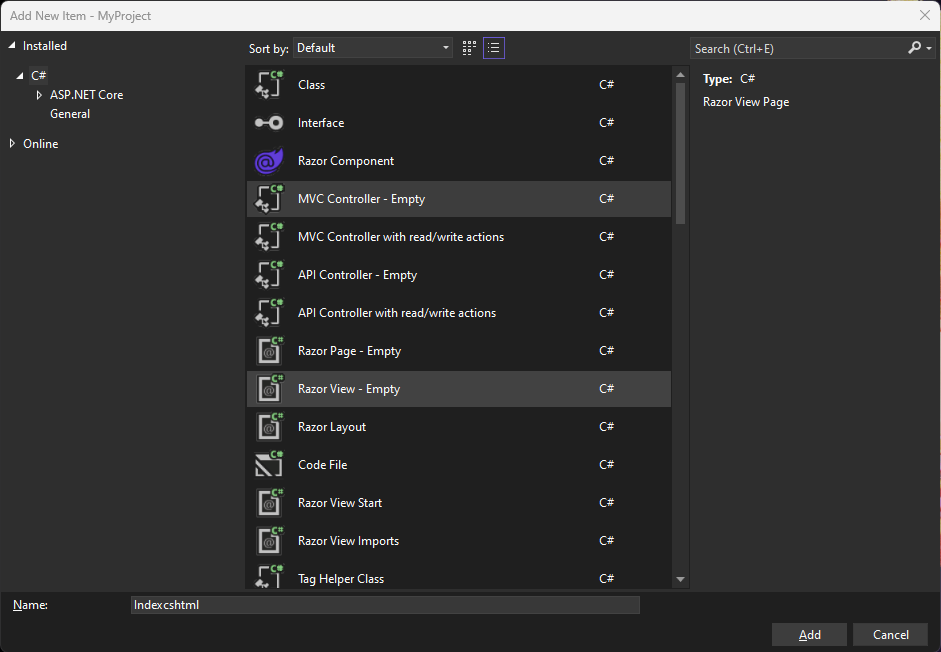 Add New Item - MyProject
Installed
C#
ASP.NET Core
General
Online
Sort by: Default
Class C#
Interface C#
Razor Component C#
MVC Controller - Empty C#
MVC Controller with read/write actions C#
API Controller - Empty C#
API Controller with read/write actions C#
Razor Page - Empty C#
Razor View - Empty C#
Razor Layout C#
Code File C#
Razor View Start C#
Razor View Imports C#
Tag Helper Class C#
Search (Ctrl+E)
Type: C#
Razor View Page
Name: Indexcshtml
Add Cancel